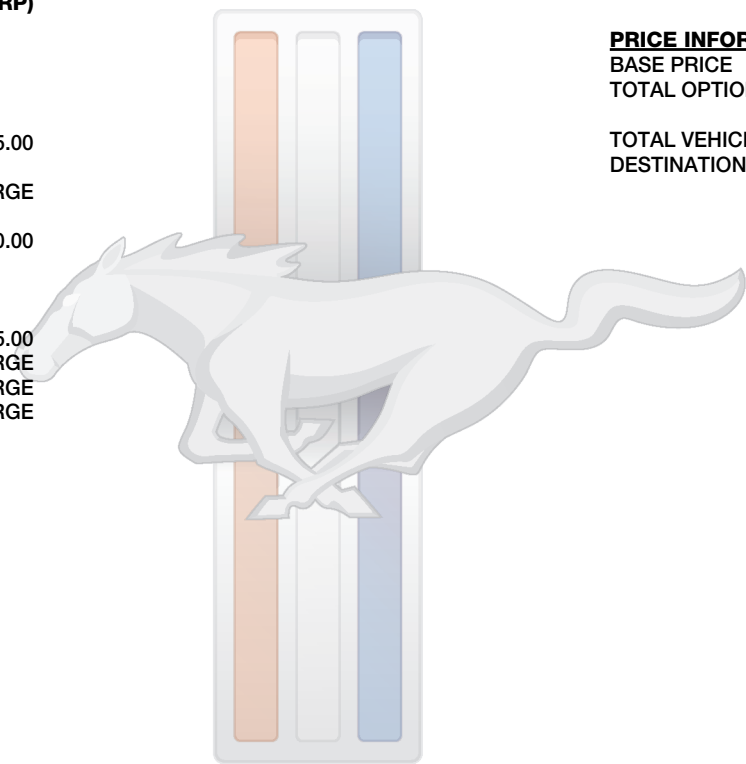 RP)
5.00
RGE
0.00
5.00
RGE
RGE
RGE
PRICE INFOR
BASE PRICE
TOTAL OPTIO
TOTAL VEHIC
DESTINATION